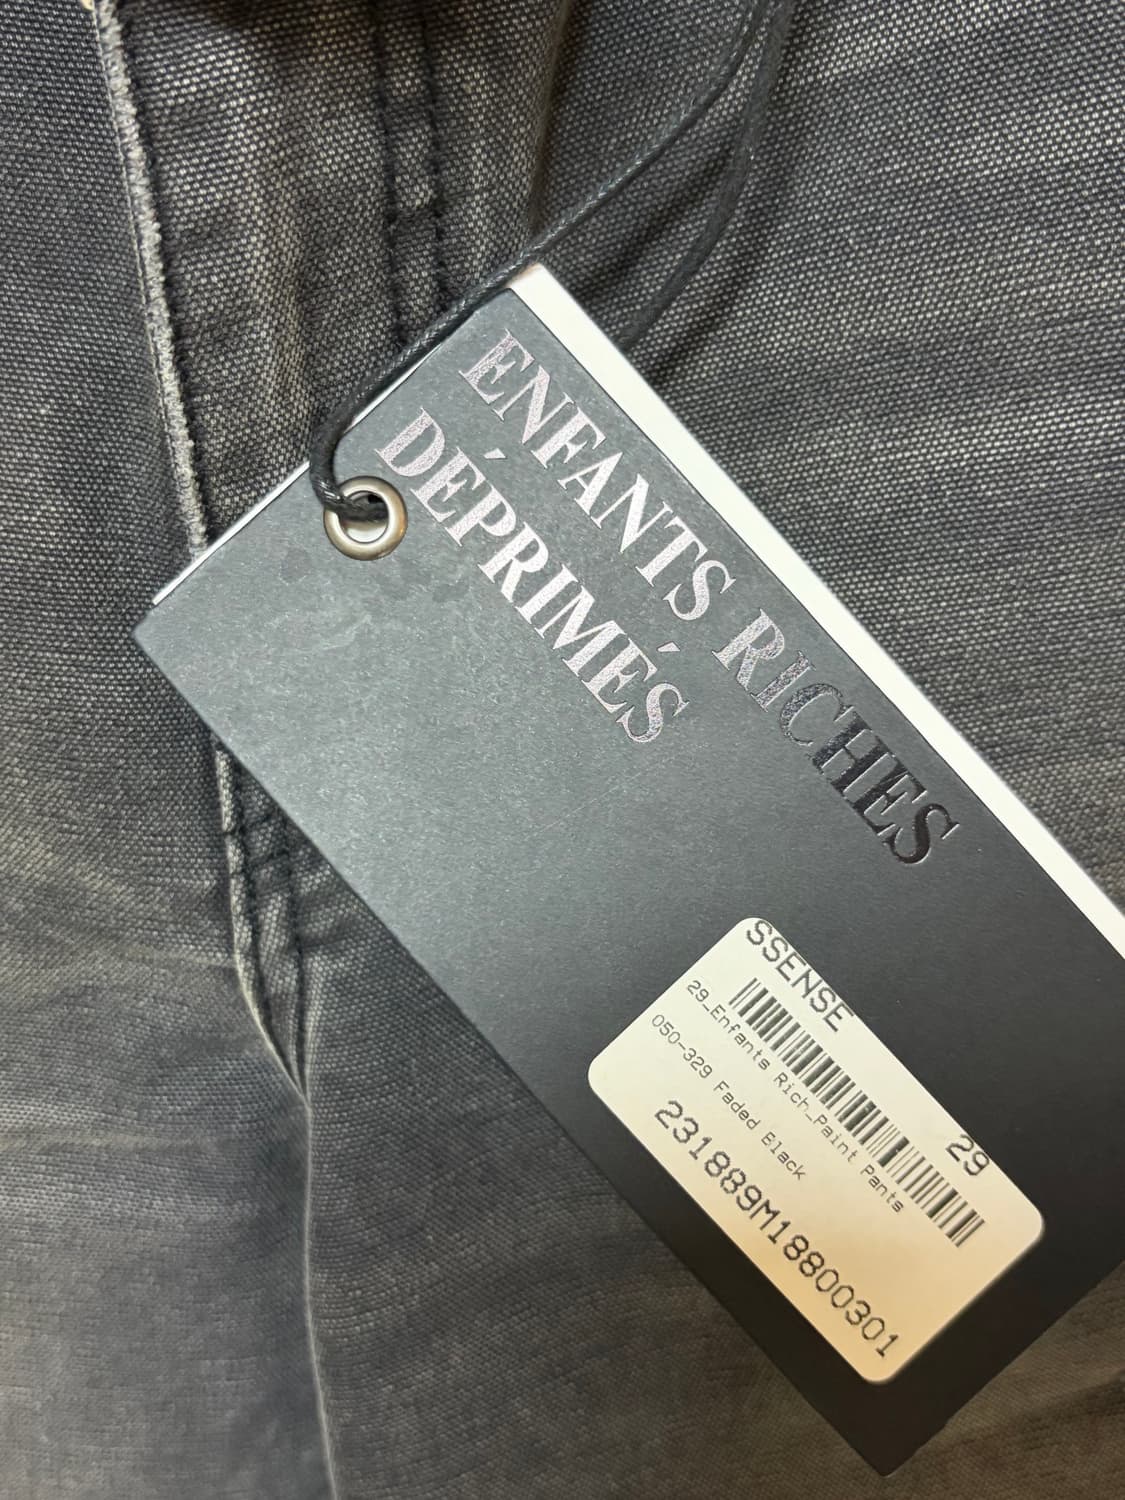 ENFANTS RICHES
DÉPRIMÉS
SSENSE
29
29_Enfants Rich_Paint Pants
050-329 Faded Black
231889M18800301